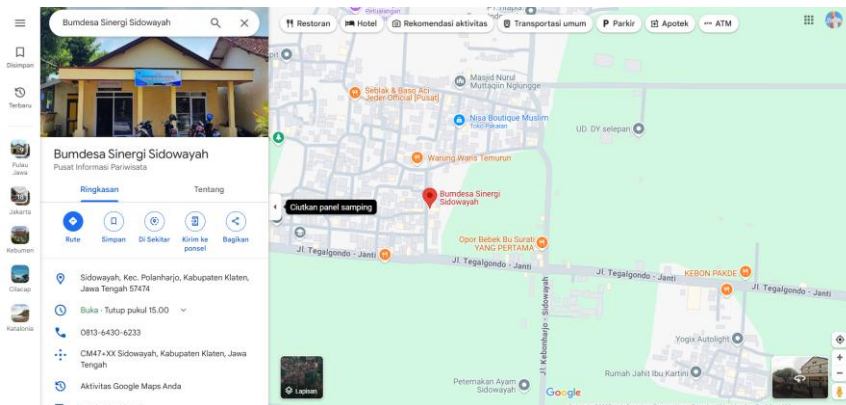 Bumdesa Sinergi Sidowayah
Restoran
Hotel
Rekomendasi aktivitas
Transportasi umum
Parkir
Apotek
ATM
Disimpan
Terbaru
Pulau
Jawa
Jakarta
Kebumen
Cilacap
Katalonia
Bumdesa Sinergi Sidowayah
Pusat Informasi Pariwisata
Ringkasan
Tentang
Rute
Simpan
Di Sekitar
Kirim ke
ponsel
Bagikan
Sidowayah, Kec. Polanharjo, Kabupaten Klaten,
Jawa Tengah 57474
Buka · Tutup pukul 15.00
0813-6430-6233
CM47+XX Sidowayah, Kabupaten Klaten, Jawa
Tengah
Aktivitas Google Maps Anda
Ciutkan panel samping
Masjid Nurul
Muttaqin Nglungge
Seblak & Baso Aci
Jeder Official [Pusat]
Nisa Boutique Muslim
Toko Pakaian
UD. DY selepan
Warung Waris Temurun
Bumdesa Sinergi
Sidowayah
Opor Bebek Bu Surati
YANG PERTAMA
Jl. Tegalgondo - Janti
Jl. Tegalgondo - Janti
Jl. Tegalgondo - Janti
KEBON PAKDE
Jl. Tegalgondo - Janti
Jl. Kebonharjo - Sidowayah
Yogix Autolight
Rumah Jahit Ibu Kartini
Peternakan Ayam
Sidowayah
Lapisan
Google